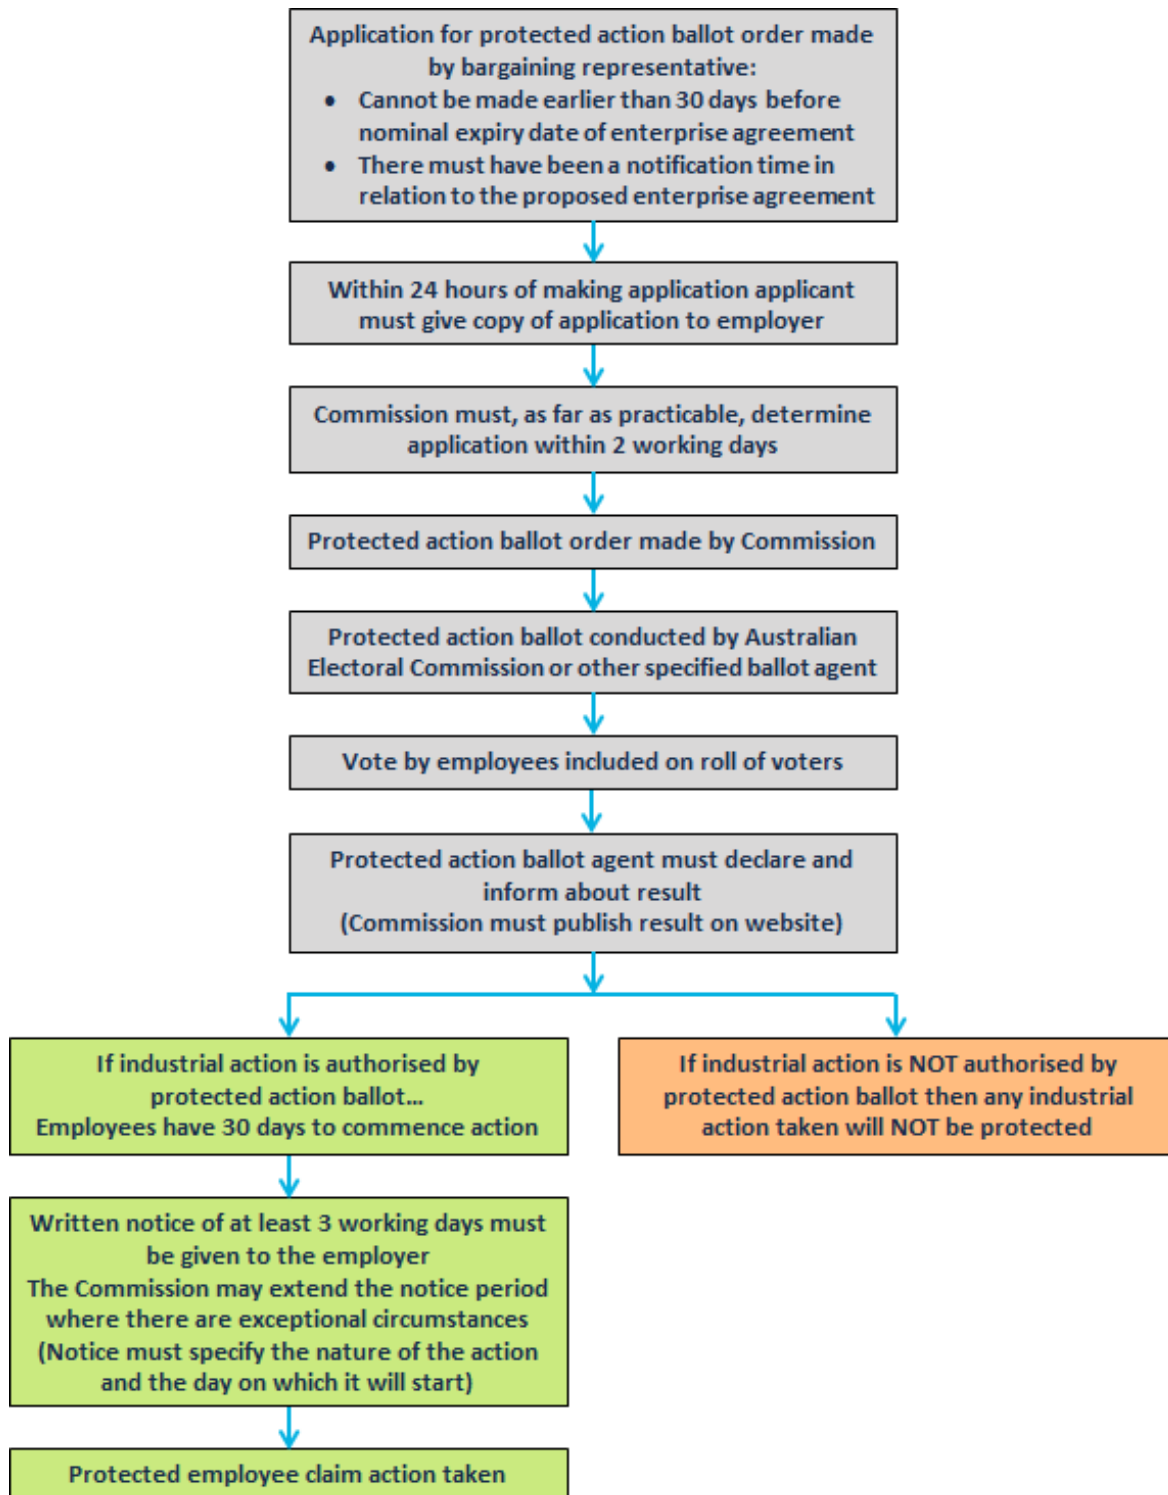 Application for protected action ballot order made
by bargaining representative:
• Cannot be made earlier than 30 days before
nominal expiry date of enterprise agreement
• There must have been a notification time in
relation to the proposed enterprise agreement
Within 24 hours of making application applicant
must give copy of application to employer
Commission must, as far as practicable, determine
application within 2 working days
Protected action ballot order made by Commission
Protected action ballot conducted by Australian
Electoral Commission or other specified ballot agent
Vote by employees included on roll of voters
Protected action ballot agent must declare and
inform about result
(Commission must publish result on website)
If industrial action is authorised by
protected action ballot…
Employees have 30 days to commence action
If industrial action is NOT authorised by
protected action ballot then any industrial
action taken will NOT be protected
Written notice of at least 3 working days must
be given to the employer
The Commission may extend the notice period
where there are exceptional circumstances
(Notice must specify the nature of the action
and the day on which it will start)
Protected employee claim action taken